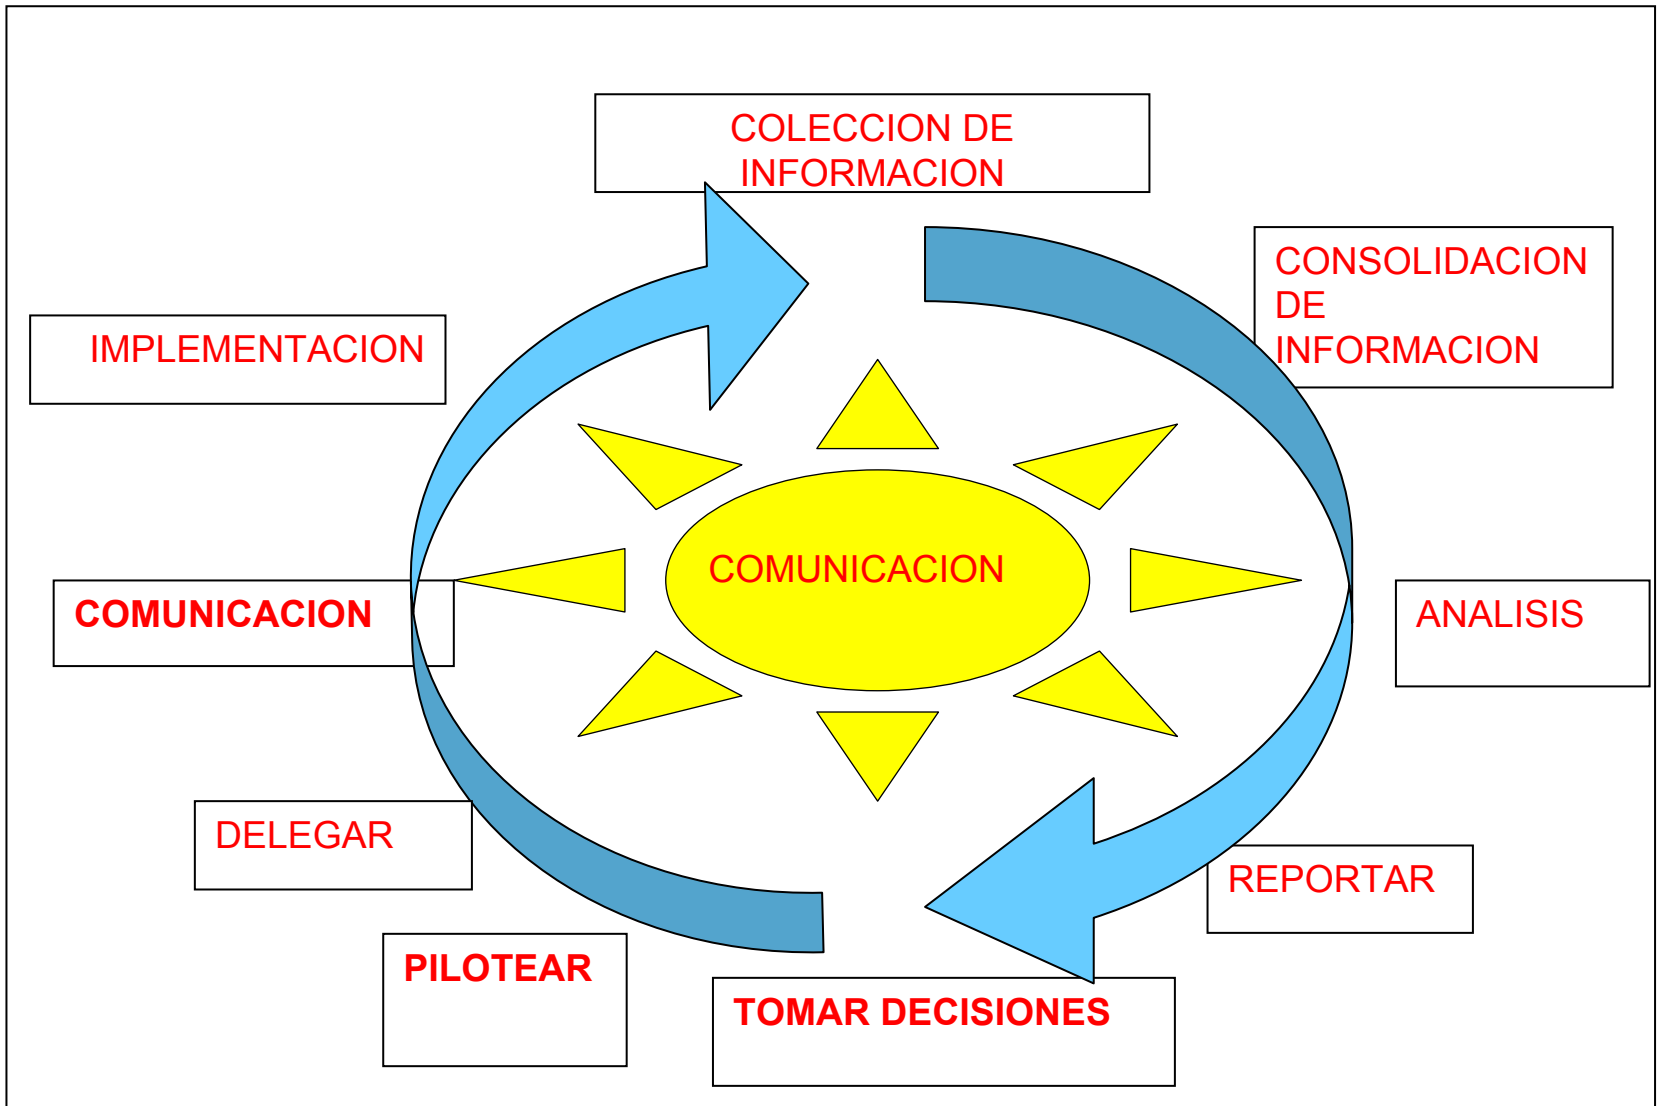 COLECCION DE
INFORMACION
CONSOLIDACION
DE
INFORMACION
IMPLEMENTACION
COMUNICACION
COMUNICACION
ANALISIS
DELEGAR
REPORTAR
PILOTEAR
TOMAR DECISIONES